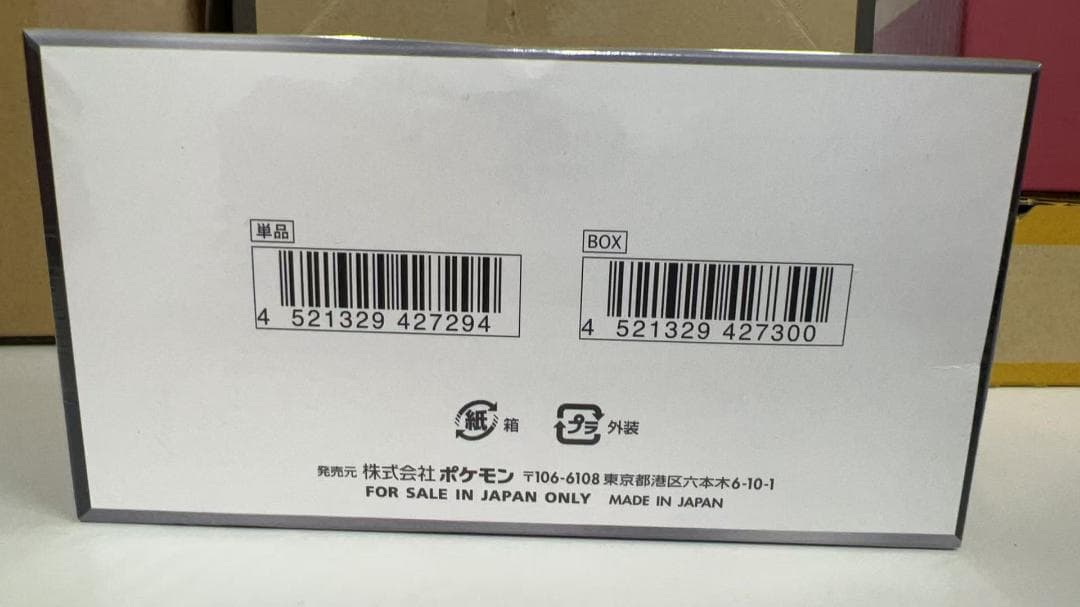 単品
BOX
4 521329 427294
4 521329 427300
紙 箱
プラ 外装
発売元 株式会社 ポケモン 〒106-6108 東京都港区六本木6-10-1
FOR SALE IN JAPAN ONLY MADE IN JAPAN